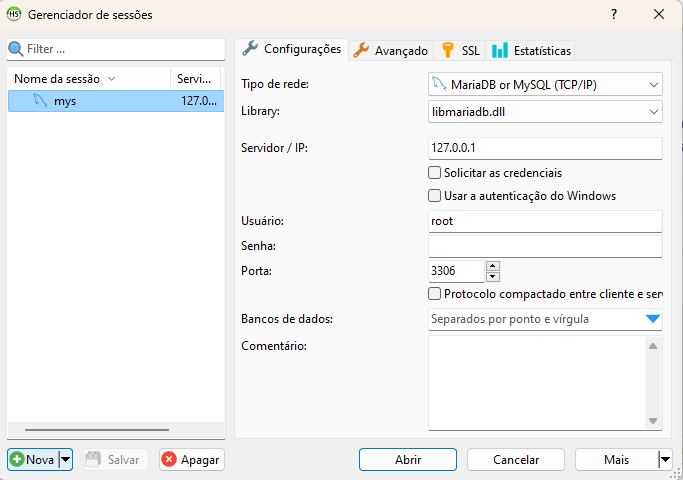 HS Gerenciador de sessões
Filter ...
Nome da sessão Servi...
mys 127.0...
Configurações Avançado SSL Estatísticas
Tipo de rede: MariaDB or MySQL (TCP/IP)
Library: libmariadb.dll
Servidor / IP: 127.0.0.1
Solicitar as credenciais
Usar a autenticação do Windows
Usuário: root
Senha:
Porta: 3306
Protocolo compactado entre cliente e serv
Bancos de dados: Separados por ponto e vírgula
Comentário:
Nova Salvar Apagar Abrir Cancelar Mais